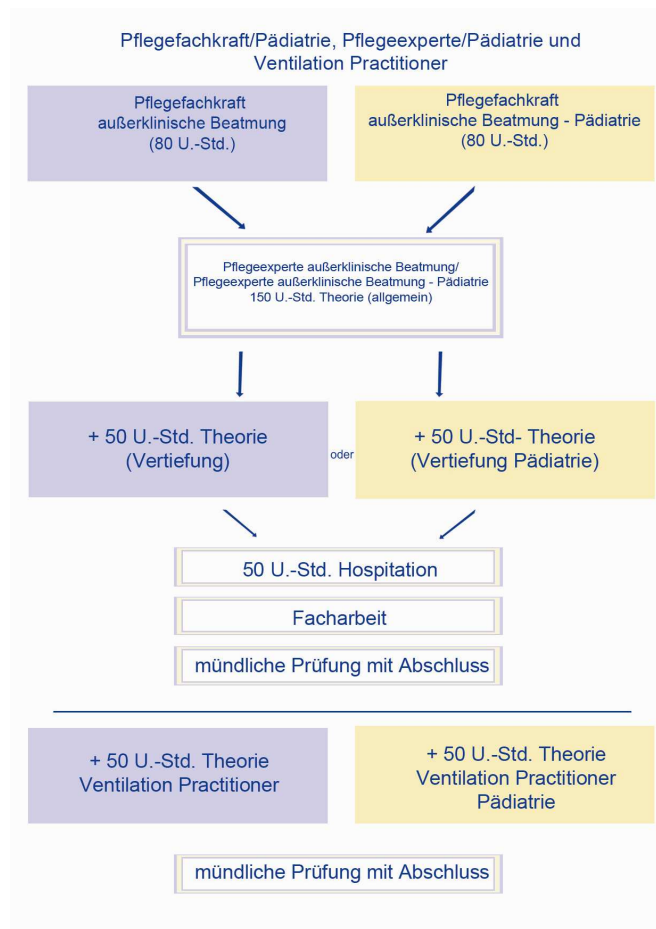 Pflegefachkraft/Pädiatrie, Pflegeexperte/Pädiatrie und
Ventilation Practitioner
Pflegefachkraft
außerklinische Beatmung
(80 U.-Std.)
Pflegefachkraft
außerklinische Beatmung - Pädiatrie
(80 U.-Std.)
Pflegeexperte außerklinische Beatmung/
Pflegeexperte außerklinische Beatmung - Pädiatrie
150 U.-Std. Theorie (allgemein)
+ 50 U.-Std. Theorie
(Vertiefung)
oder
+ 50 U.-Std- Theorie
(Vertiefung Pädiatrie)
50 U.-Std. Hospitation
Facharbeit
mündliche Prüfung mit Abschluss
+ 50 U.-Std. Theorie
Ventilation Practitioner
+ 50 U.-Std. Theorie
Ventilation Practitioner
Pädiatrie
mündliche Prüfung mit Abschluss